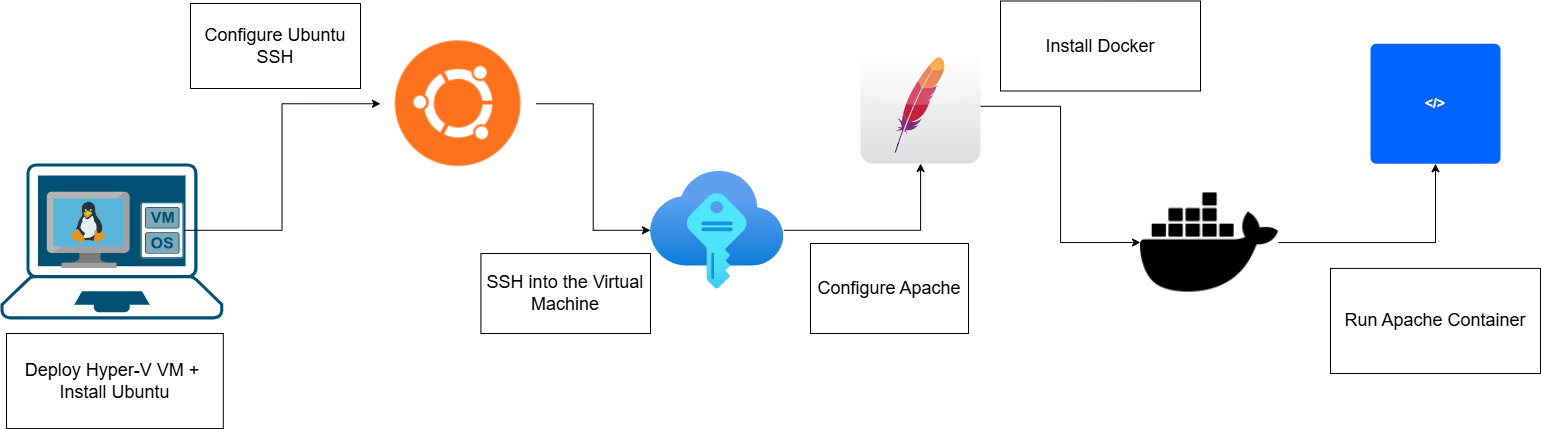 Configure Ubuntu
SSH
Install Docker
</>
VM
OS
SSH into the Virtual
Machine
Configure Apache
Run Apache Container
Deploy Hyper-V VM +
Install Ubuntu